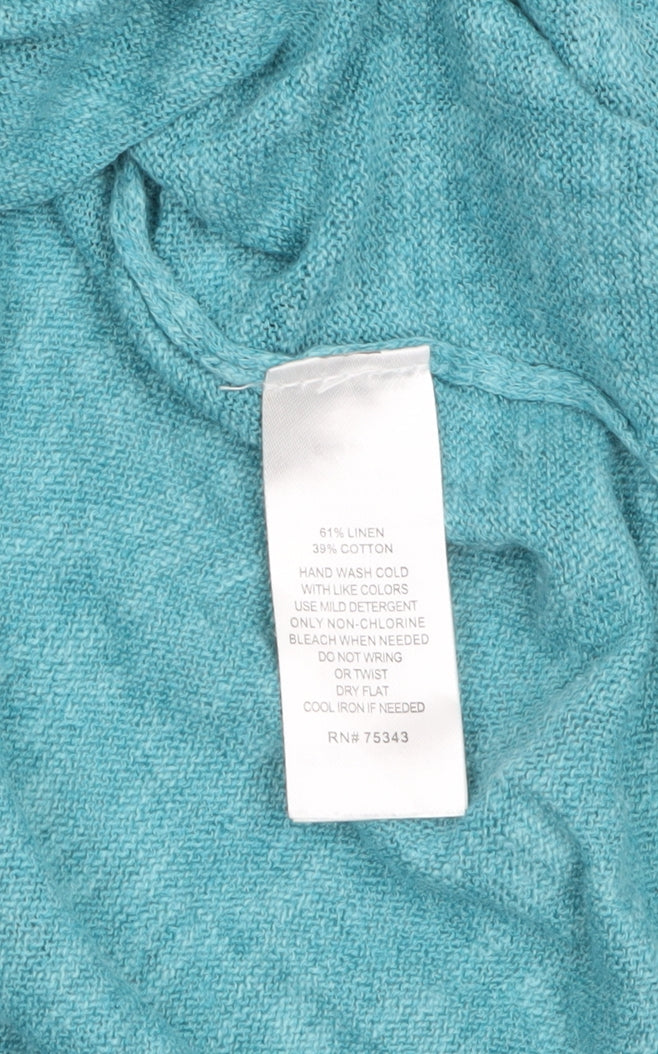 61% LINEN
39% COTTON
HAND WASH COLD
WITH LIKE COLORS
USE MILD DETERGENT
ONLY NON-CHLORINE
BLEACH WHEN NEEDED
DO NOT WRING
OR TWIST
DRY FLAT
COOL IRON IF NEEDED
RN# 75343